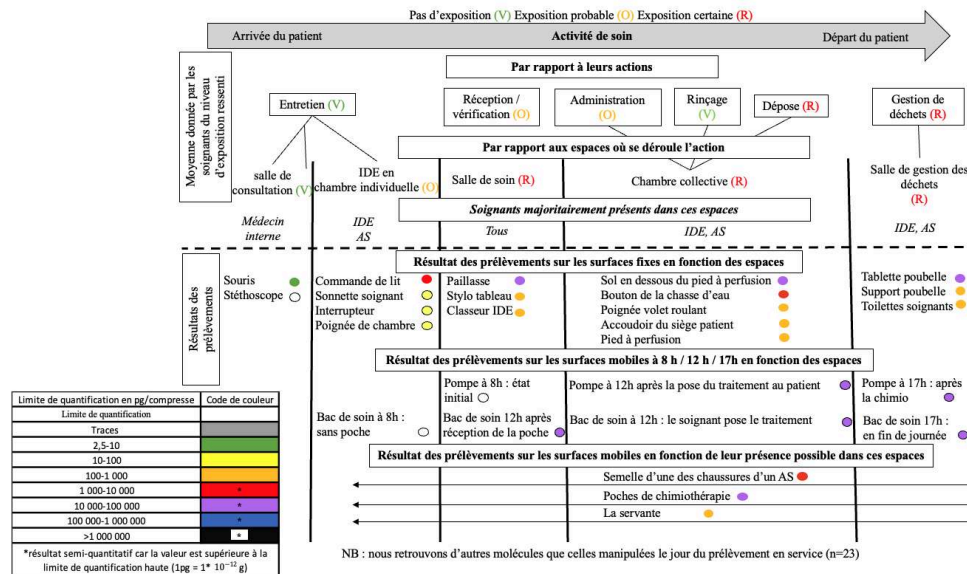 Pas d'exposition (V) Exposition probable (O) Exposition certaine (R)
Arrivée du patient
Activité de soin
Départ du patient
Moyenne donnée par les
soignants du niveau
d'exposition ressenti
Par rapport à leurs actions
Entretien (V)
Réception /
vérification (O)
Administration
(O)
Rinçage
(V)
Dépose (R)
Gestion de
déchets (R)
Par rapport aux espaces où se déroule l'action
salle de
consultation (V)
IDE en
chambre individuelle (O)
Salle de soin (R)
Chambre collective (R)
Salle de gestion des
déchets
(R)
Soignants majoritairement présents dans ces espaces
Médecin
interne
IDE
AS
Tous
IDE, AS
IDE, AS
Résultats des
prélèvements
Résultat des prélèvements sur les surfaces fixes en fonction des espaces
Souris
Stéthoscope
Commande de lit
Sonnette soignant
Interrupteur
Poignée de chambre
Paillasse
Stylo tableau
Classeur IDE
Sol en dessous du pied à perfusion
Bouton de la chasse d'eau
Poignée volet roulant
Accoudoir du siège patient
Pied à perfusion
Tablette poubelle
Support poubelle
Toilettes soignants
Résultat des prélèvements sur les surfaces mobiles à 8 h / 12 h / 17h en fonction des espaces
Pompe à 8h : état
initial
Pompe à 12h après la pose du traitement au patient
Pompe à 17h : après
la chimio
Bac de soin à 8h :
sans poche
Bac de soin 12h après
réception de la poche
Bac de soin à 12h : le soignant pose le traitement
Bac de soin 17h :
en fin de journée
Résultat des prélèvements sur les surfaces mobiles en fonction de leur présence possible dans ces espaces
Semelle d'une des chaussures d'un AS
Poches de chimiothérapie
La servante
NB : nous retrouvons d'autres molécules que celles manipulées le jour du prélèvement en service (n=23)
Limite de quantification en pg/compresse Code de couleur
Limite de quantification
Traces
2,5-10
10-100
100-1 000
1 000-10 000 *
10 000-100 000 *
100 000-1 000 000 *
>1 000 000 *
*résultat semi-quantitatif car la valeur est supérieure à la
limite de quantification haute (1pg = 1* 10⁻¹² g)